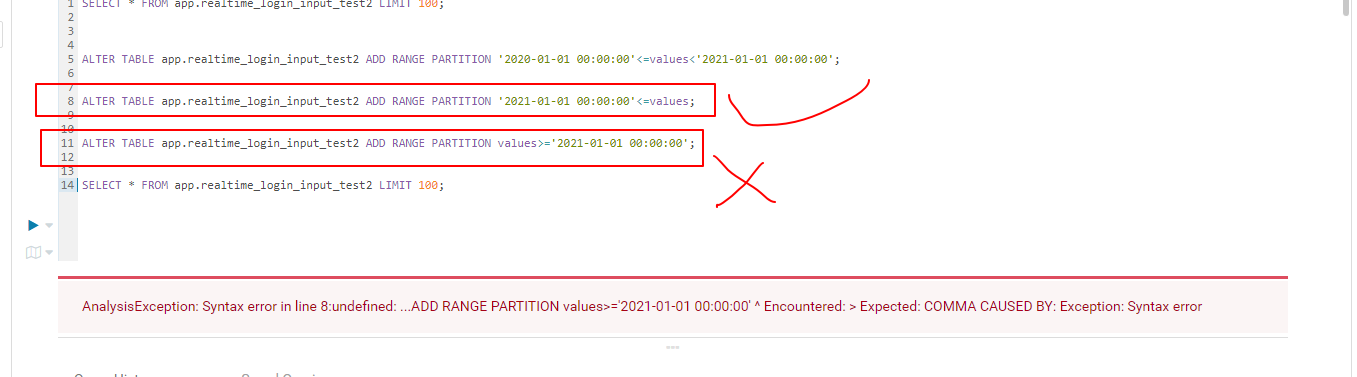 1 SELECT * FROM app.realtime_login_input_test2 LIMIT 100;
2
3
4
5 ALTER TABLE app.realtime_login_input_test2 ADD RANGE PARTITION '2020-01-01 00:00:00'<=values<'2021-01-01 00:00:00';
6
7
8 ALTER TABLE app.realtime_login_input_test2 ADD RANGE PARTITION '2021-01-01 00:00:00'<=values;
9
10
11 ALTER TABLE app.realtime_login_input_test2 ADD RANGE PARTITION values>='2021-01-01 00:00:00';
12
13
14 SELECT * FROM app.realtime_login_input_test2 LIMIT 100;
AnalysisException: Syntax error in line 8:undefined: ...ADD RANGE PARTITION values>='2021-01-01 00:00:00' ^ Encountered: > Expected: COMMA CAUSED BY: Exception: Syntax error